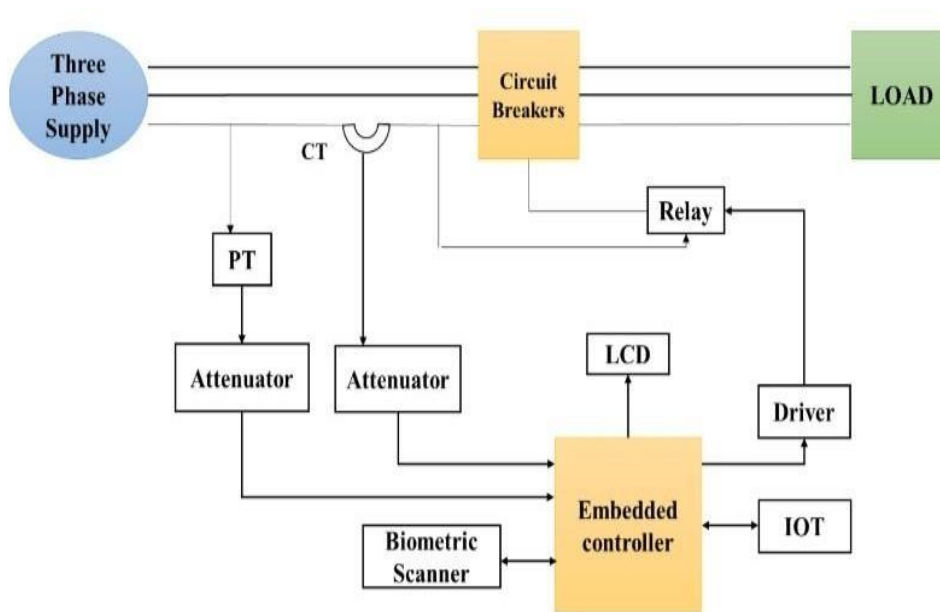 Three
Phase
Supply
Circuit
Breakers
LOAD
CT
Relay
PT
LCD
Attenuator
Attenuator
Driver
Embedded
controller
IOT
Biometric
Scanner